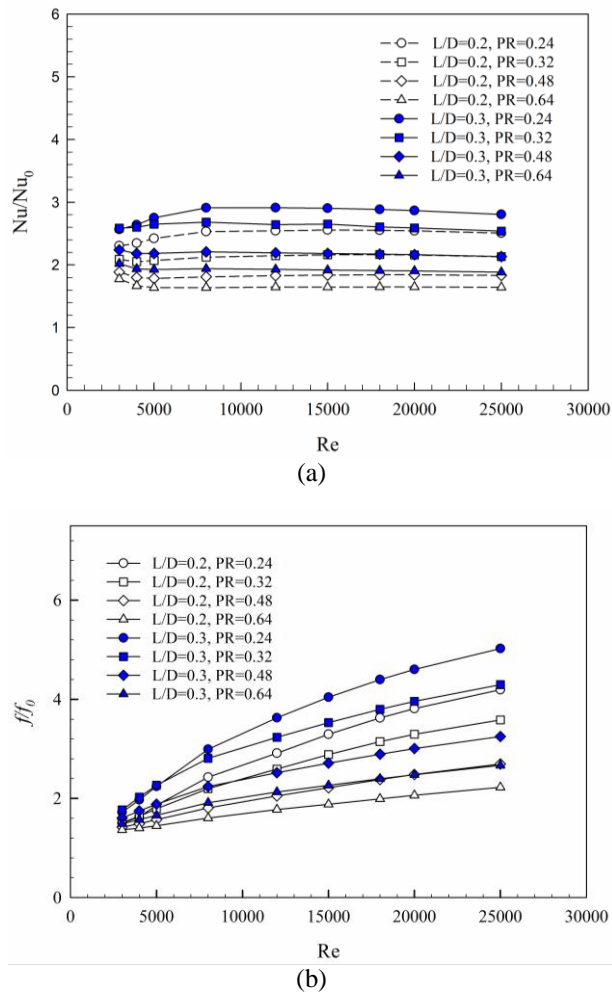 6
5
4
3
2
1
0
Nu/Nu₀
L/D=0.2, PR=0.24
L/D=0.2, PR=0.32
L/D=0.2, PR=0.48
L/D=0.2, PR=0.64
L/D=0.3, PR=0.24
L/D=0.3, PR=0.32
L/D=0.3, PR=0.48
L/D=0.3, PR=0.64
0 5000 10000 15000 20000 25000 30000
Re
(a)
6
4
2
0
f/f₀
L/D=0.2, PR=0.24
L/D=0.2, PR=0.32
L/D=0.2, PR=0.48
L/D=0.2, PR=0.64
L/D=0.3, PR=0.24
L/D=0.3, PR=0.32
L/D=0.3, PR=0.48
L/D=0.3, PR=0.64
0 5000 10000 15000 20000 25000 30000
Re
(b)